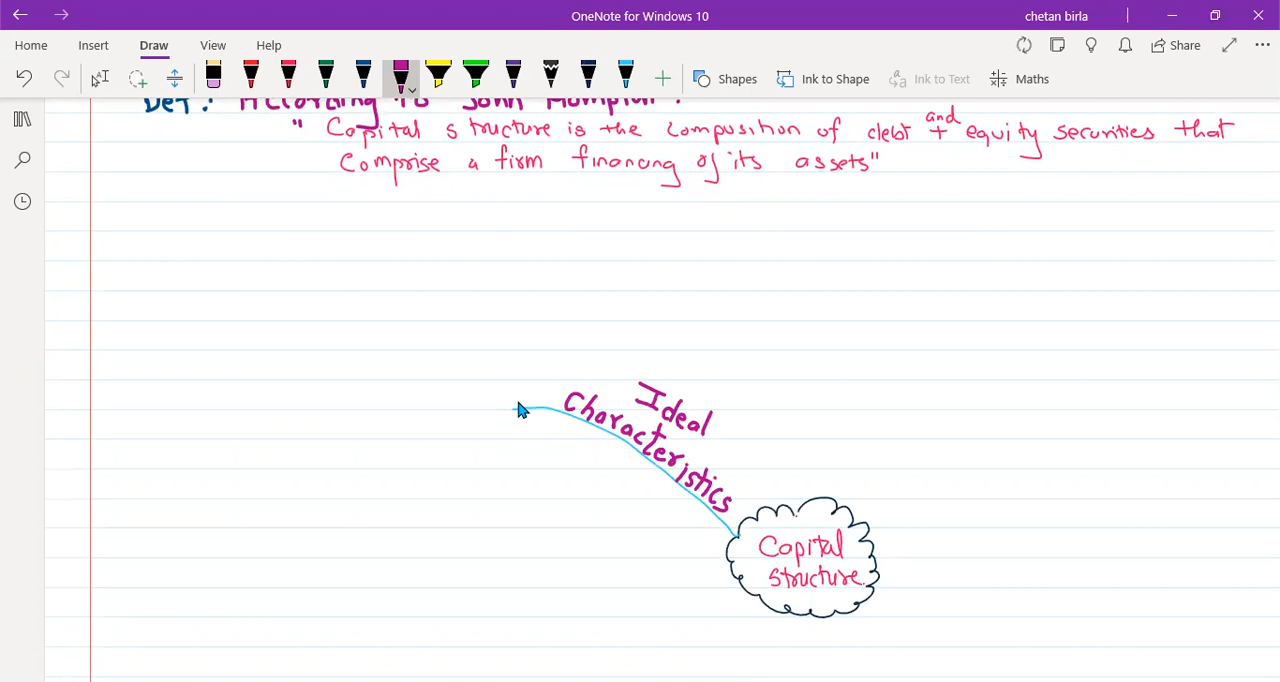 OneNote for Windows 10
chetan birla
Home Insert Draw View Help
Share
Shapes Ink to Shape Ink to Text Maths
Def: According to John Hampton:
and
" Capital structure is the composition of debt + equity securities that
comprise a firm financing of its assets"
Ideal
Characteristics
Capital
structure.